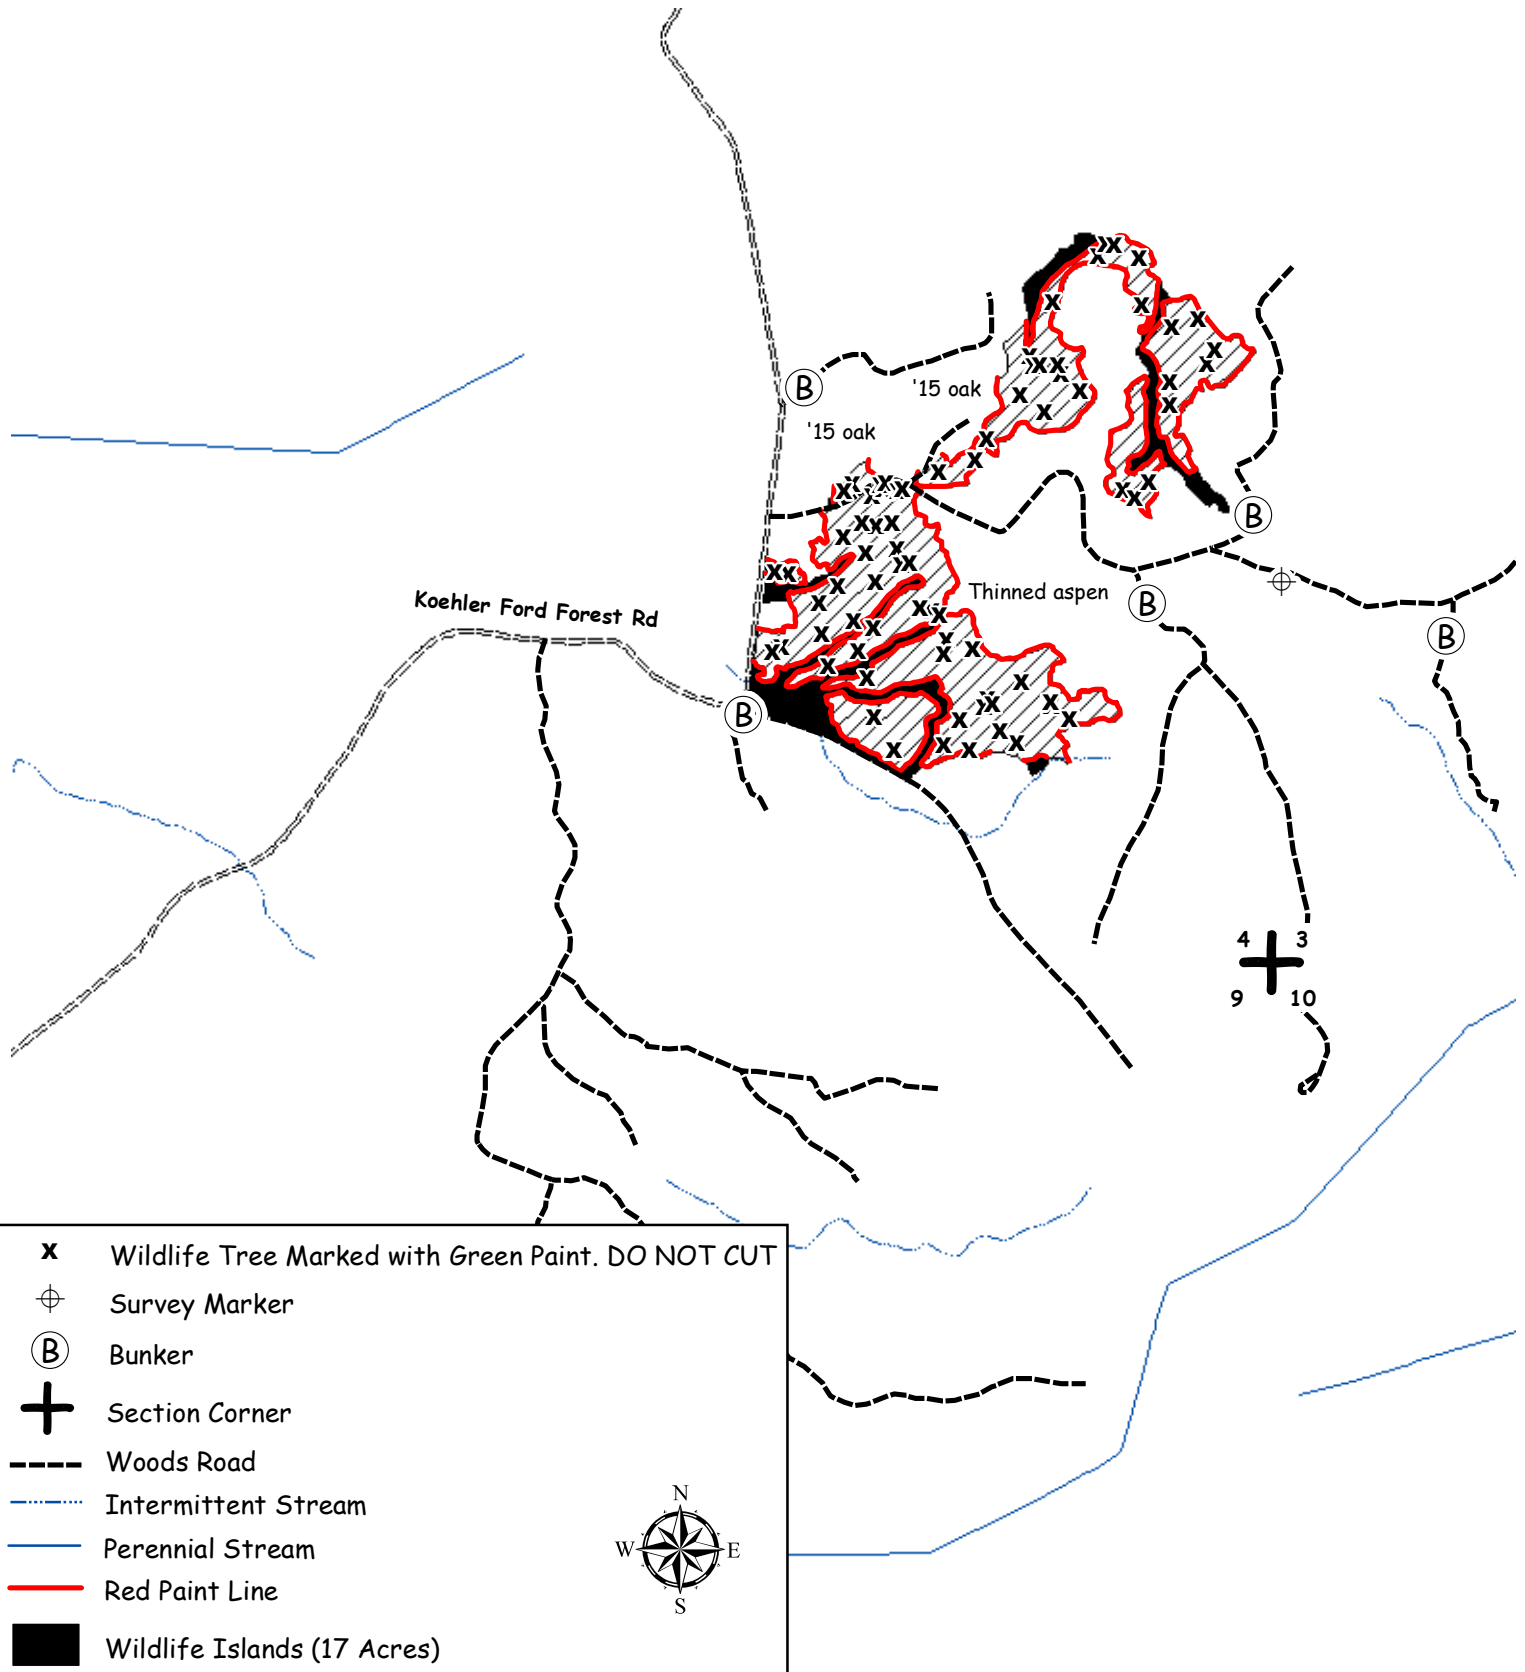 '15 oak
'15 oak
B
B
Thinned aspen
B
B
Koehler Ford Forest Rd
B
4 3
9 10
x Wildlife Tree Marked with Green Paint. DO NOT CUT
Survey Marker
B Bunker
Section Corner
Woods Road
Intermittent Stream
Perennial Stream
Red Paint Line
Wildlife Islands (17 Acres)
N
W E
S